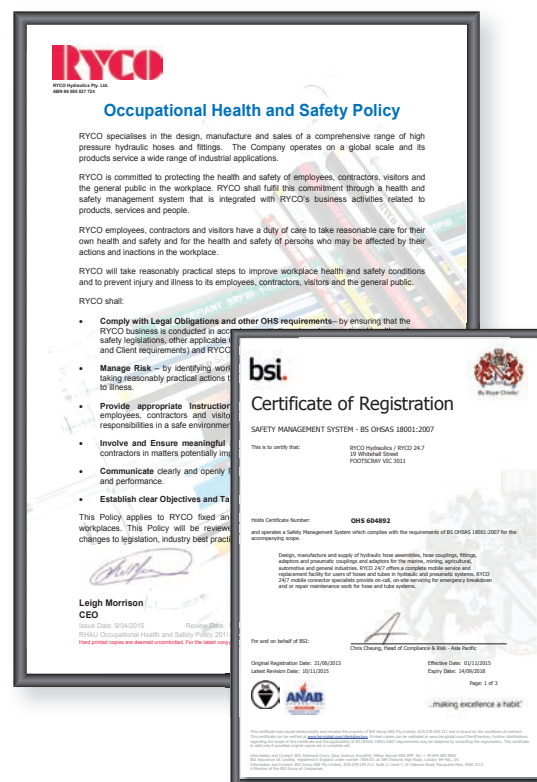 RYCO
RYCO Hydraulics Pty. Ltd.
ABN 96 085 527 724
Occupational Health and Safety Policy
RYCO specialises in the design, manufacture and sales of a comprehensive range of high
pressure hydraulic hoses and fittings. The Company operates on a global scale and its
products service a wide range of industrial applications.
RYCO is committed to protecting the health and safety of employees, contractors, visitors and
the general public in the workplace. RYCO shall fulfil this commitment through a health and
safety management system that is integrated with RYCO's business activities related to
products, services and people.
RYCO employees, contractors and visitors have a duty of care to take reasonable care for their
own health and safety and for the health and safety of persons who may be affected by their
actions and inactions in the workplace.
RYCO will take reasonably practical steps to improve workplace health and safety conditions
and to prevent injury and illness to its employees, contractors, visitors and the general public.
RYCO shall:
• Comply with Legal Obligations and other OHS requirements– by ensuring that the
RYCO business is conducted in
safety legislations, other applicable
and Client requirements) and
• Manage Risk – by identifying
taking reasonably practical actions
to illness.
• Provide appropriate
employees, contractors and
responsibilities in a safe
• Involve and Ensure meaningful
contractors in matters potentially
• Communicate clearly and openly
and performance.
• Establish clear Objectives and
This Policy applies to RYCO fixed
workplaces. This Policy will be
changes to legislation, industry best
Leigh Morrison
CEO
Issue Date: 9/04/2015 Review Date:
RHAU Occupational Health and Safety Policy
Hard printed copies are deemed uncontrolled. For the latest
bsi.
By Royal Charter
Certificate of Registration
SAFETY MANAGEMENT SYSTEM - BS OHSAS 18001:2007
This is to certify that: RYCO Hydraulics / RYCO 24.7
19 Whitehall Street
FOOTSCRAY VIC 3011
Holds Certificate Number: OHS 604892
and operates a Safety Management System which complies with the requirements of BS OHSAS 18001:2007 for the
accompanying scope.
Design, manufacture and supply of hydraulic hose assemblies, hose couplings, fittings,
adaptors and pneumatic couplings and adaptors for the marine, mining, agricultural,
automotive and general industries. RYCO 24/7 offers a complete mobile service and
replacement facility for users of hoses and tubes in hydraulic and pneumatic systems. RYCO
24/7 mobile connector specialists provide on-call, on-site servicing for emergency breakdown
and or repair maintenance work for hose and tube systems.
For and on behalf of BSI:
Chris Cheung, Head of Compliance & Risk - Asia Pacific
Original Registration Date: 21/06/2013 Effective Date: 01/11/2015
Latest Revision Date: 10/11/2015 Expiry Date: 14/09/2018
Page: 1 of 3
ANAB
...making excellence a habit.